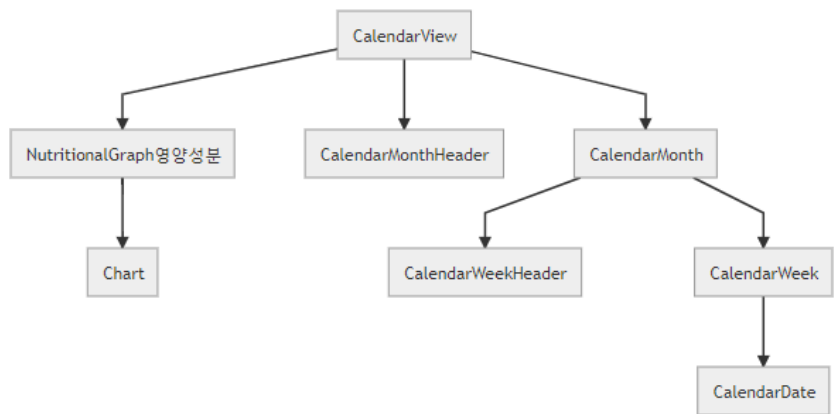 CalendarView
NutritionalGraph영양성분
CalendarMonthHeader
CalendarMonth
Chart
CalendarWeekHeader
CalendarWeek
CalendarDate